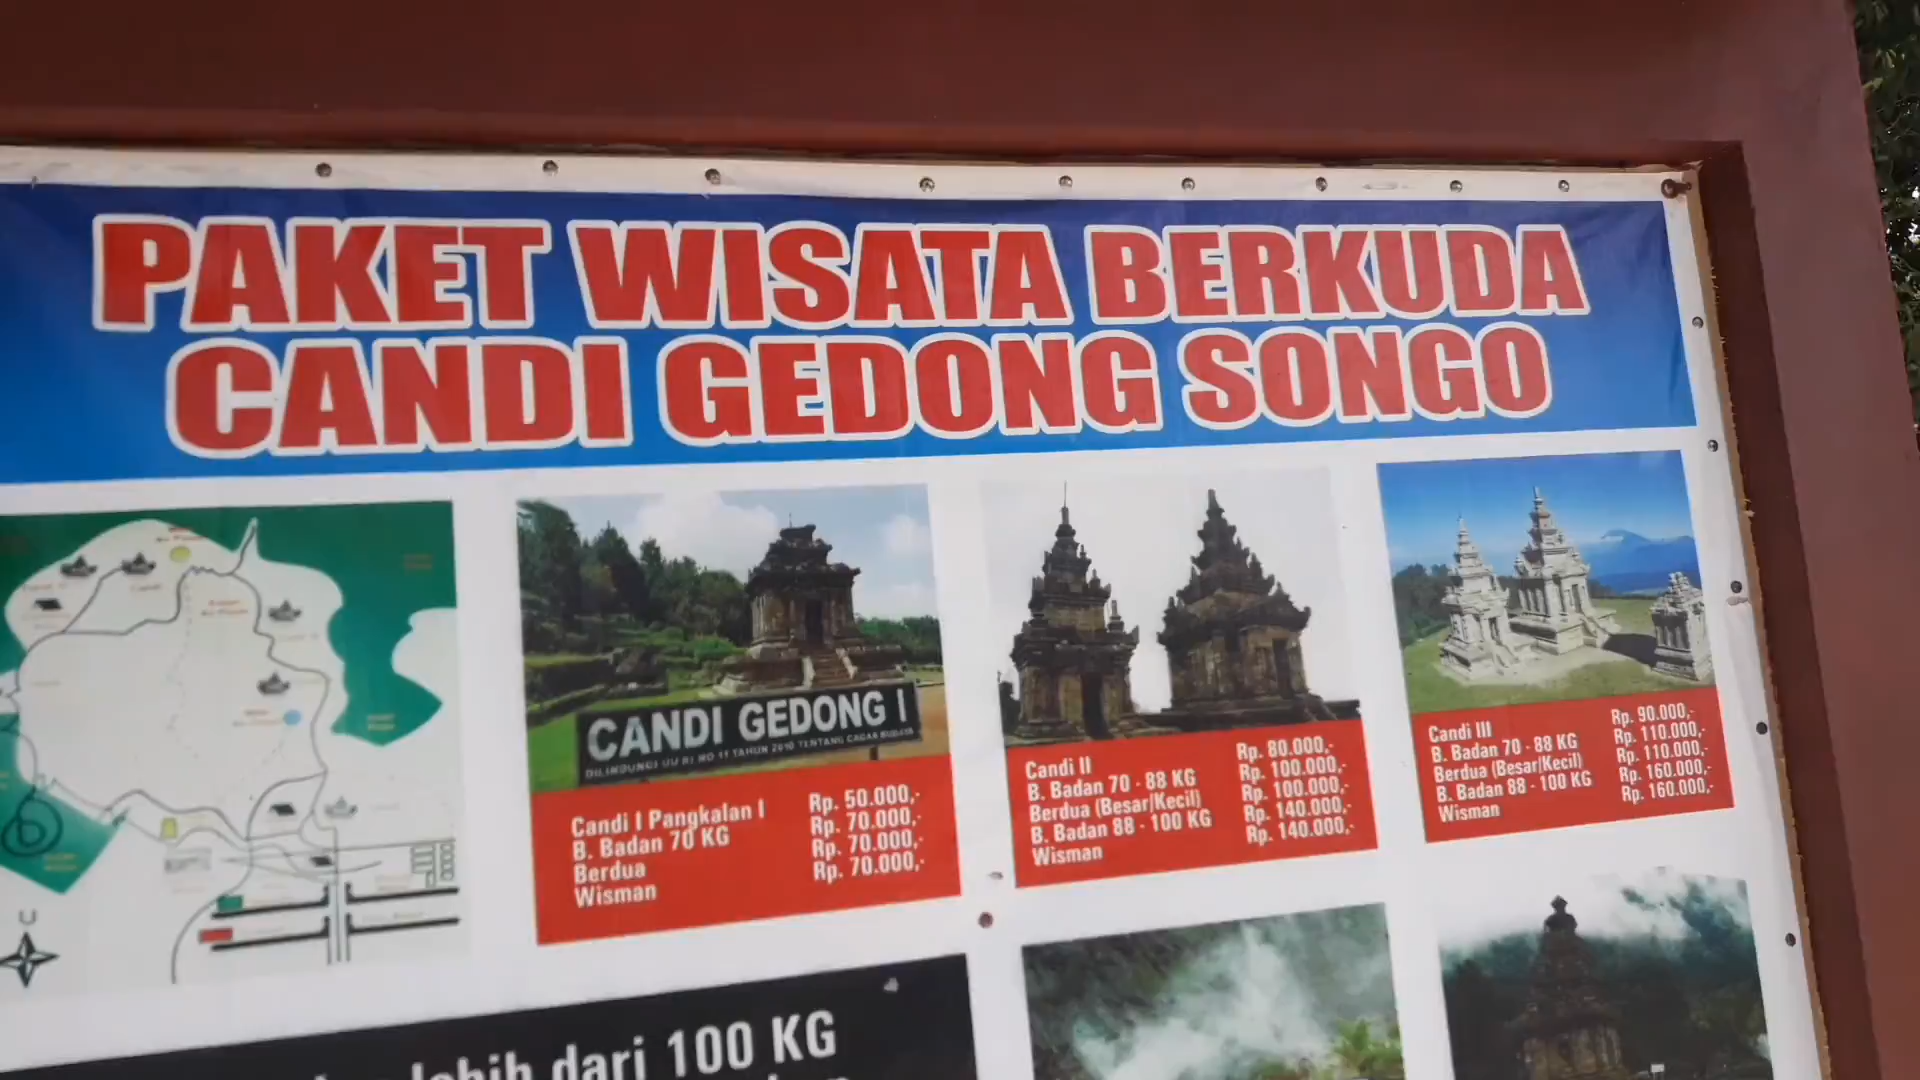 PAKET WISATA BERKUDA
CANDI GEDONG SONGO
U
CANDI GEDONG I
DILINDUNGI UU RI NO 11 TAHUN 2010 TENTANG CAGAR BUDAYA
Candi I Pangkalan I Rp. 50.000,-
B. Badan 70 KG Rp. 70.000,-
Berdua Rp. 70.000,-
Wisman Rp. 70.000,-
Candi II Rp. 80.000,-
B. Badan 70 - 88 KG Rp. 100.000,-
Berdua (Besar/Kecil) Rp. 100.000,-
B. Badan 88 - 100 KG Rp. 140.000,-
Wisman Rp. 140.000,-
Candi III Rp. 90.000,-
B. Badan 70 - 88 KG Rp. 110.000,-
Berdua (Besar/Kecil) Rp. 110.000,-
B. Badan 88 - 100 KG Rp. 160.000,-
Wisman Rp. 160.000,-
lebih dari 100 KG